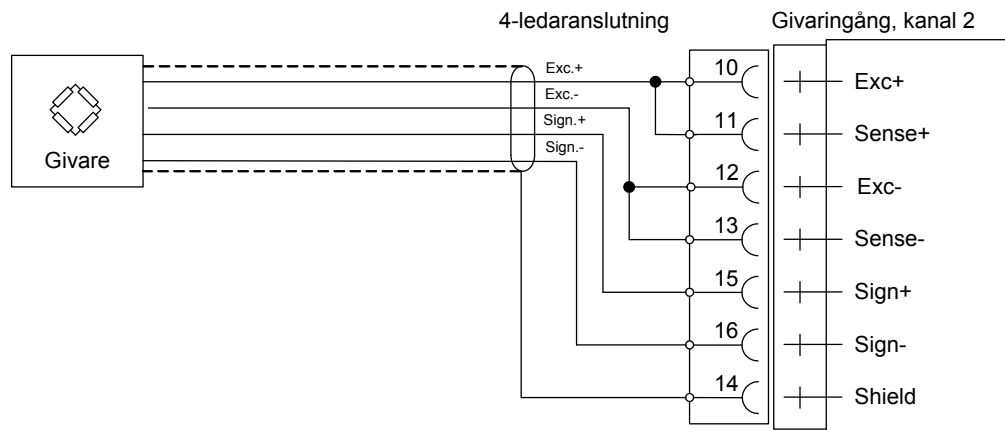 4-ledaranslutning
Givaringång, kanal 2
Givare
Exc.+
Exc.-
Sign.+
Sign.-
10 Exc+
11 Sense+
12 Exc-
13 Sense-
15 Sign+
16 Sign-
14 Shield